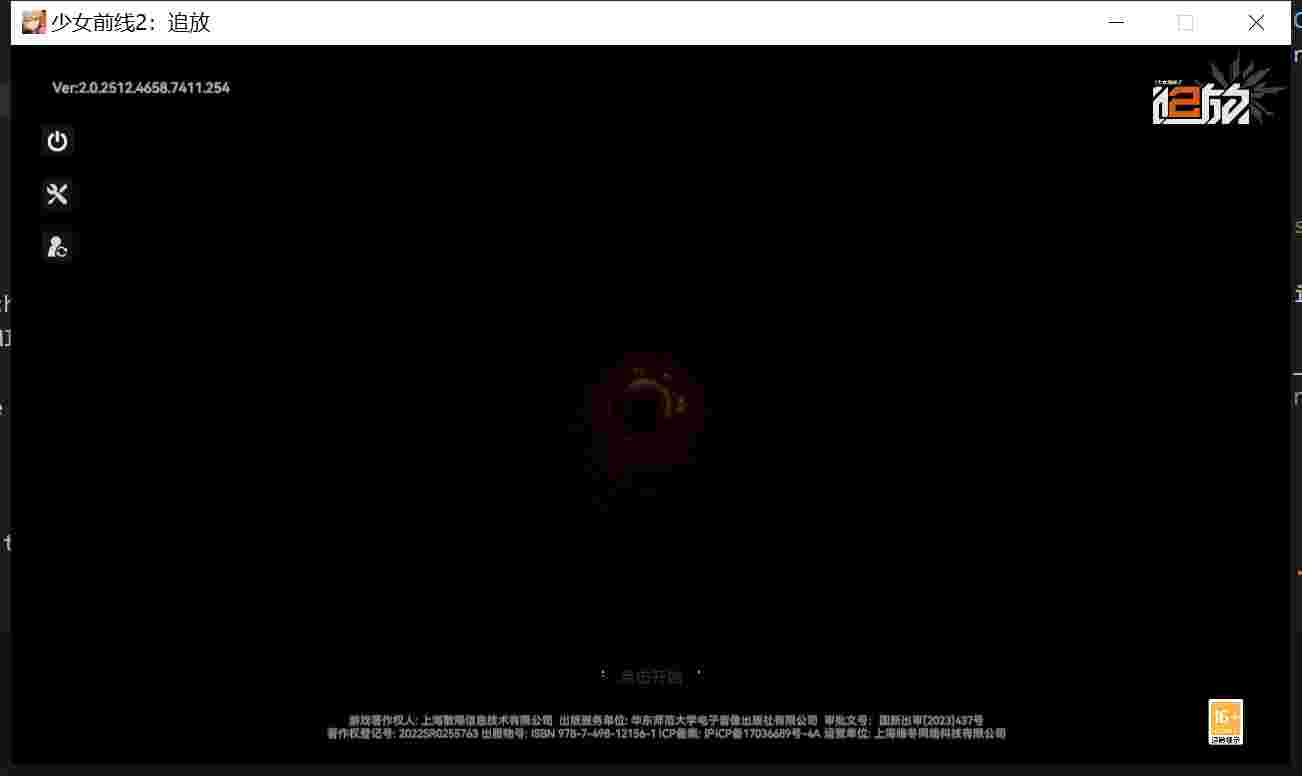 少女前线2：追放
Ver:2.0.2512.4658.7411.254
追放
点击开始
游戏著作权人: 上海散爆信息技术有限公司 出版服务单位: 华东师范大学电子音像出版社有限公司 审批文号: 国新出审[2023]437号
著作权登记号: 2022SR0255763 出版物号: ISBN 978-7-498-12156-1 ICP备案: 沪ICP备17036689号-4A 运营单位: 上海暝冬网络科技有限公司
16+
适龄提示